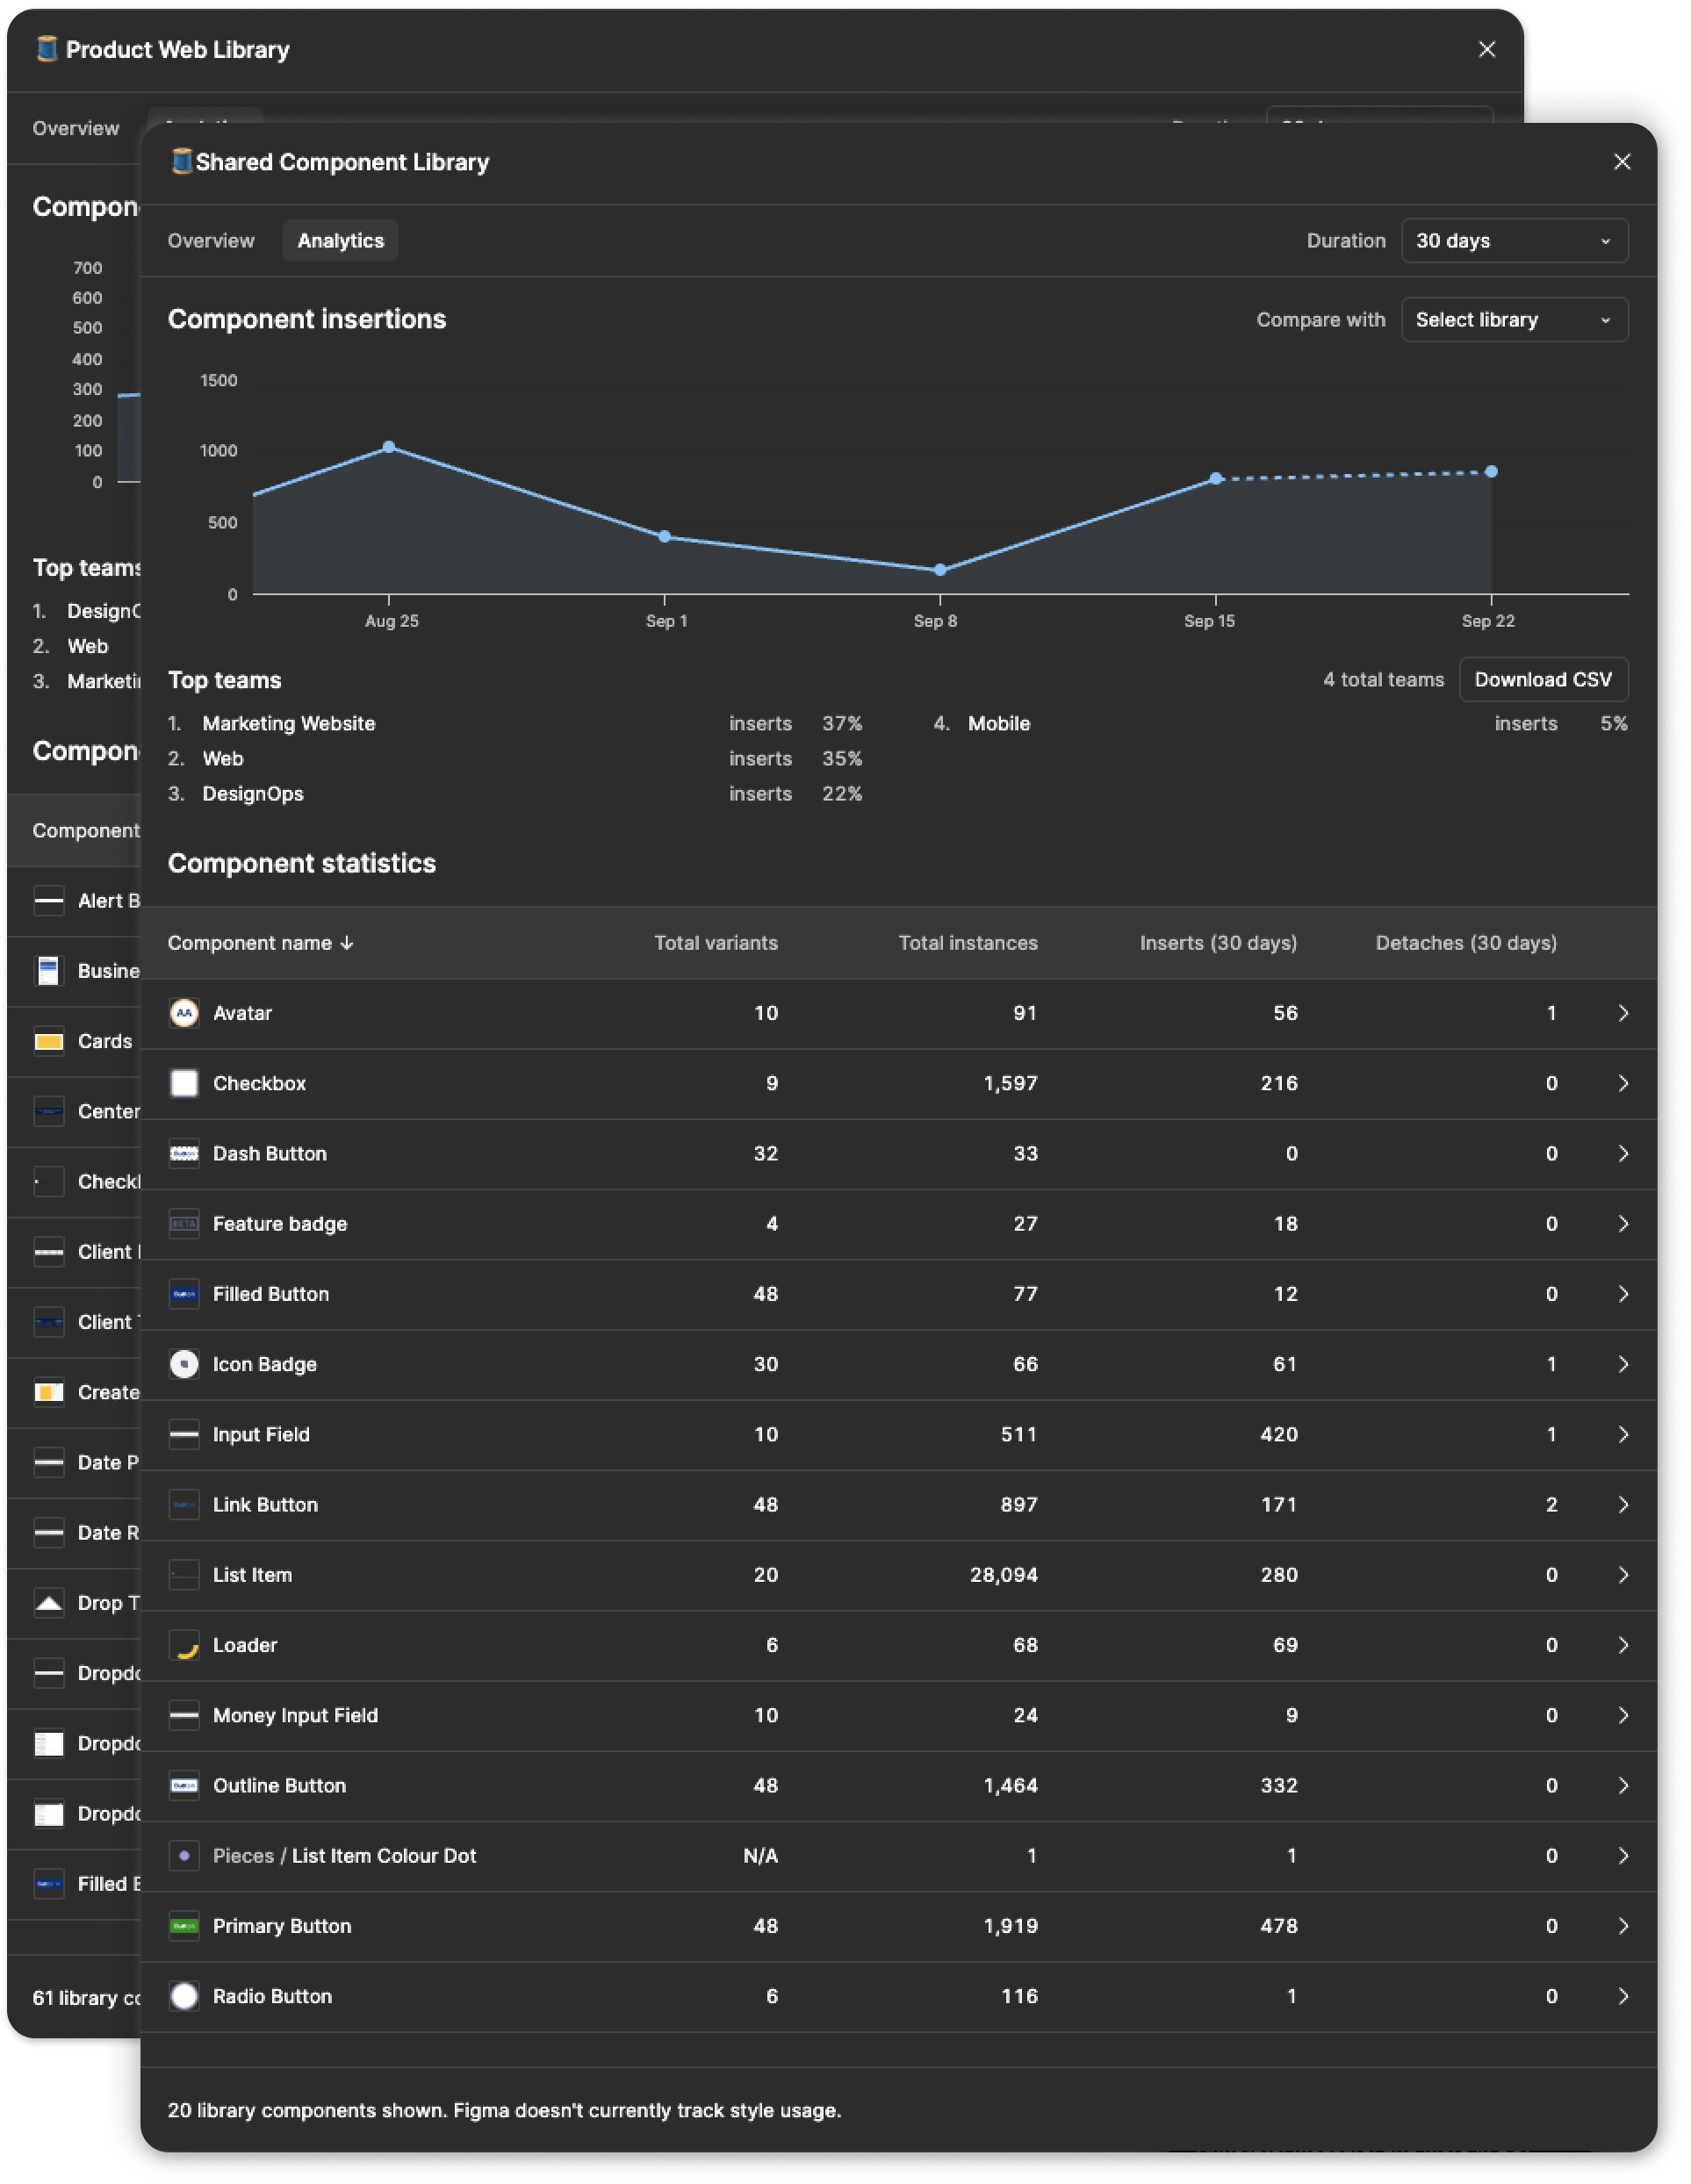 Product Web Library
Overview
Compon
700
600
500
400
300
200
100
0
Top teams
1. DesignO
2. Web
3. Marketin
Compon
Component
Alert B
Busine
Cards
Center
Check
Client
Client
Create
Date P
Date R
Drop T
Dropdo
Dropdo
Dropdo
Filled
61 library co
Shared Component Library
Overview Analytics Duration 30 days
Component insertions Compare with Select library
1500
1000
500
0
Aug 25 Sep 1 Sep 8 Sep 15 Sep 22
Top teams 4 total teams Download CSV
1. Marketing Website inserts 37% 4. Mobile inserts 5%
2. Web inserts 35%
3. DesignOps inserts 22%
Component statistics
Component name ↓ Total variants Total instances Inserts (30 days) Detaches (30 days)
AA Avatar 10 91 56 1
Checkbox 9 1,597 216 0
Dash Button 32 33 0 0
BETA Feature badge 4 27 18 0
Filled Button 48 77 12 0
Icon Badge 30 66 61 1
Input Field 10 511 420 1
Link Button 48 897 171 2
List Item 20 28,094 280 0
Loader 6 68 69 0
Money Input Field 10 24 9 0
Outline Button 48 1,464 332 0
Pieces / List Item Colour Dot N/A 1 1 0
Primary Button 48 1,919 478 0
Radio Button 6 116 1 0
20 library components shown. Figma doesn't currently track style usage.